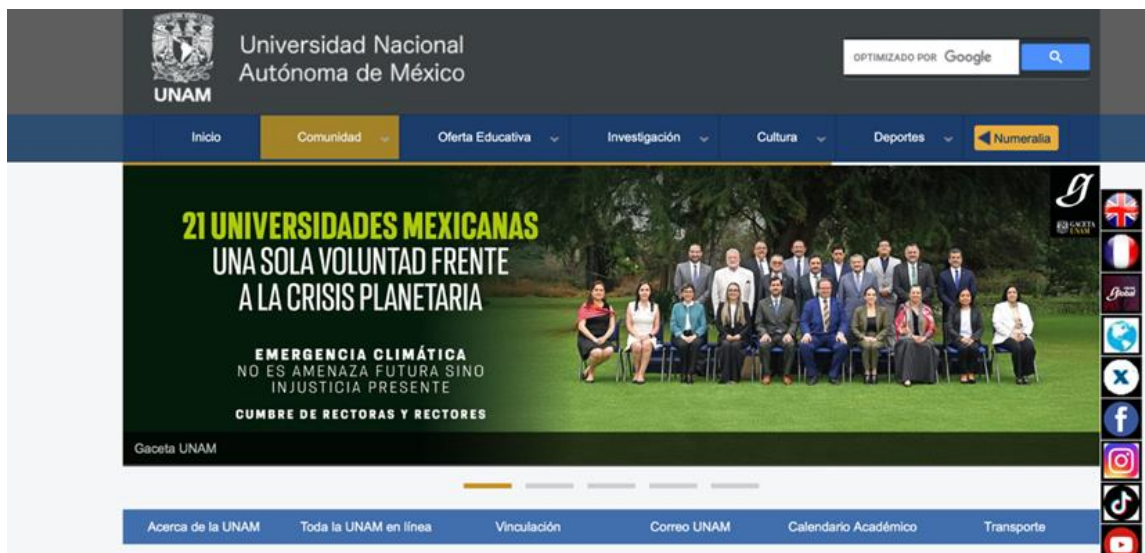 Universidad Nacional
Autónoma de México
UNAM
OPTIMIZADO POR Google
Inicio
Comunidad
Oferta Educativa
Investigación
Cultura
Deportes
Numeralia
21 UNIVERSIDADES MEXICANAS
UNA SOLA VOLUNTAD FRENTE
A LA CRISIS PLANETARIA
EMERGENCIA CLIMÁTICA
NO ES AMENAZA FUTURA SINO
INJUSTICIA PRESENTE
CUMBRE DE RECTORAS Y RECTORES
Gaceta UNAM
g
GACETA
UNAM
Global
X
f
Acerca de la UNAM
Toda la UNAM en línea
Vinculación
Correo UNAM
Calendario Académico
Transporte